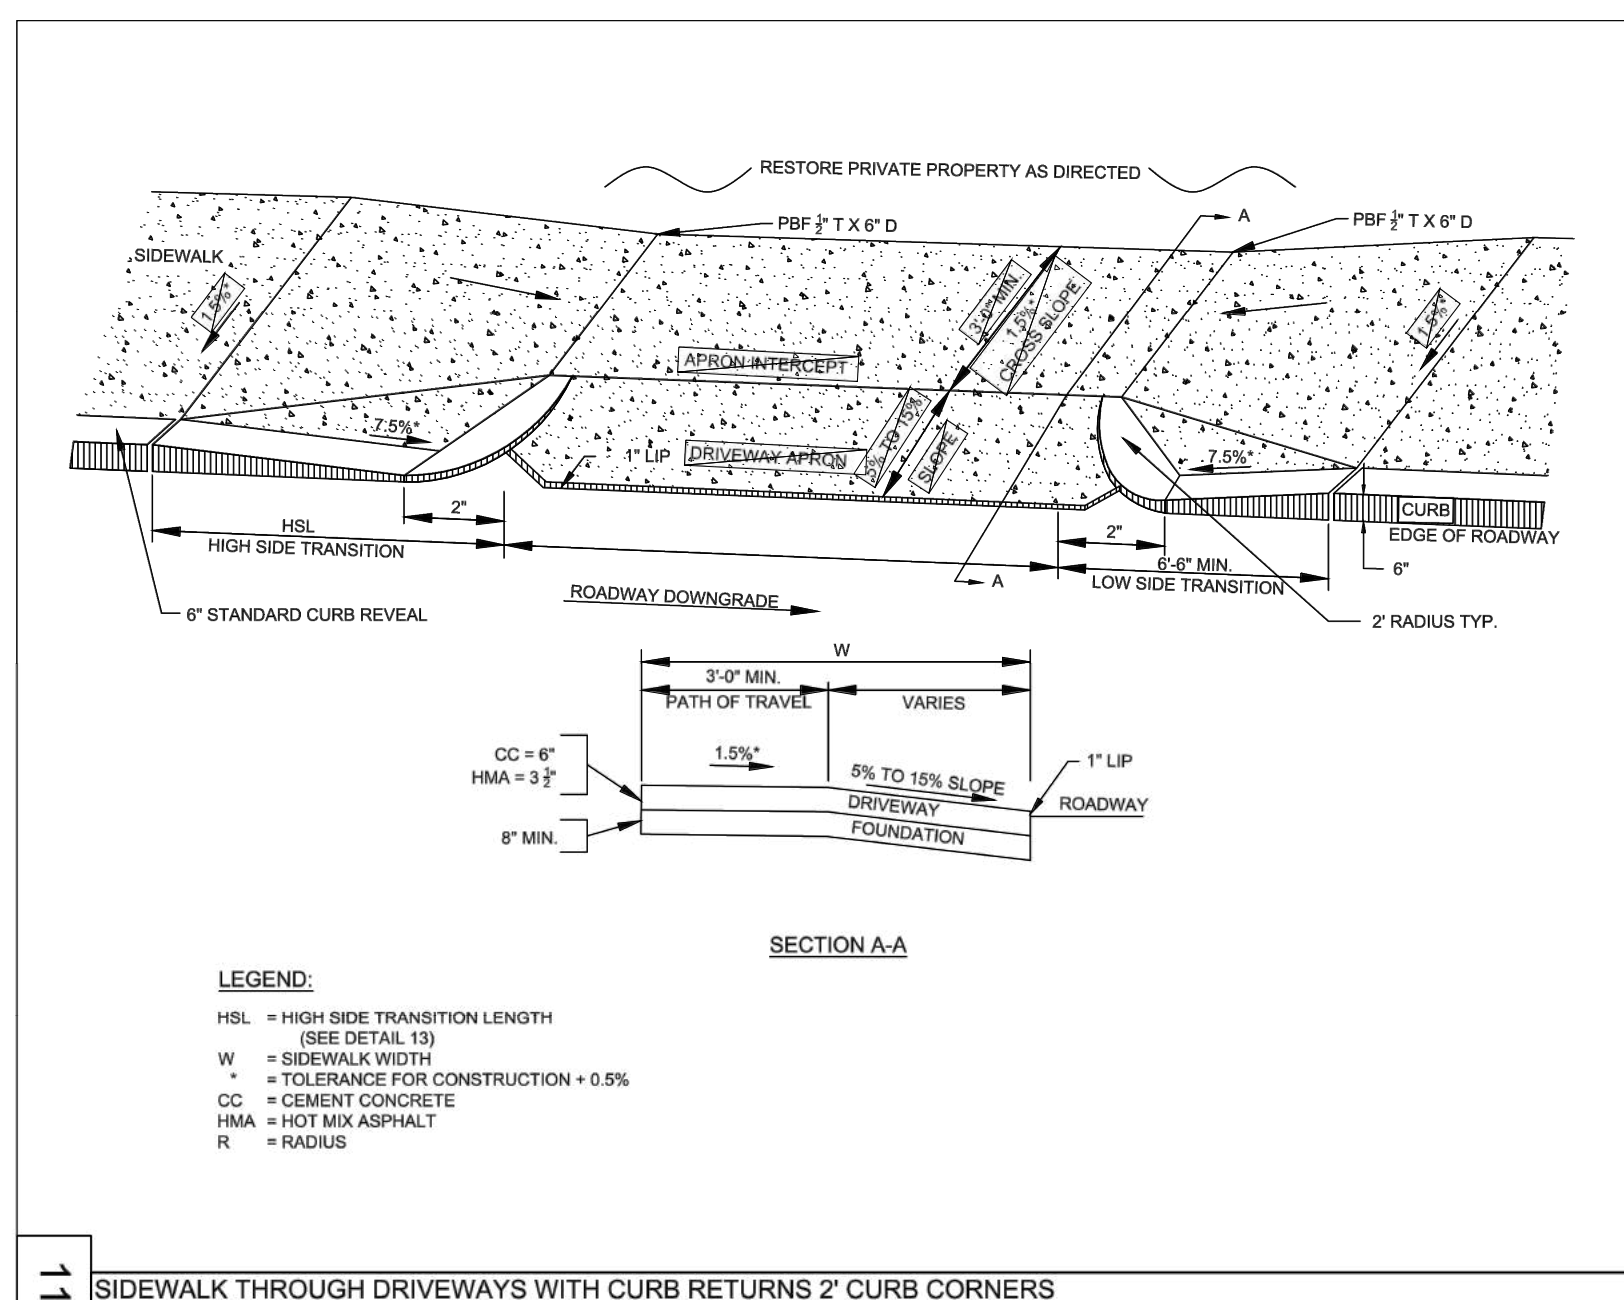 RESTORE PRIVATE PROPERTY AS DIRECTED
A
PBF 1/2" T X 6" D
PBF 1/2" T X 6" D
SIDEWALK
1.5%*
3'-0" MIN.
1.5%*
CROSS SLOPE
1.5%*
APRON INTERCEPT
7.5%*
1" LIP
DRIVEWAY APRON
5% TO 15%
SLOPE
7.5%*
2"
HSL
HIGH SIDE TRANSITION
CURB
EDGE OF ROADWAY
2"
6'-6" MIN.
LOW SIDE TRANSITION
6"
A
ROADWAY DOWNGRADE
6" STANDARD CURB REVEAL
2' RADIUS TYP.
W
3'-0" MIN.
PATH OF TRAVEL
VARIES
CC = 6"
HMA = 3 1/2"
1.5%*
5% TO 15% SLOPE
1" LIP
ROADWAY
DRIVEWAY
FOUNDATION
8" MIN.
SECTION A-A
LEGEND:
HSL = HIGH SIDE TRANSITION LENGTH
(SEE DETAIL 13)
W = SIDEWALK WIDTH
* = TOLERANCE FOR CONSTRUCTION + 0.5%
CC = CEMENT CONCRETE
HMA = HOT MIX ASPHALT
R = RADIUS
11
SIDEWALK THROUGH DRIVEWAYS WITH CURB RETURNS 2' CURB CORNERS